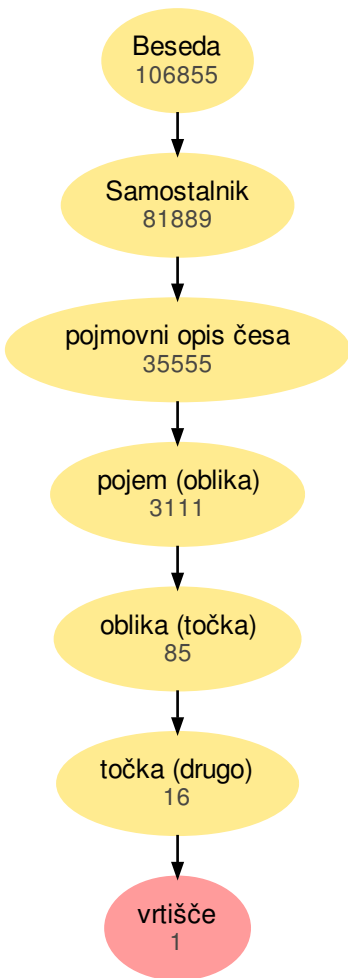 Beseda
106855
Samostalnik
81889
pojmovni opis česa
35555
pojem (oblika)
3111
oblika (točka)
85
točka (drugo)
16
vrtišče
1